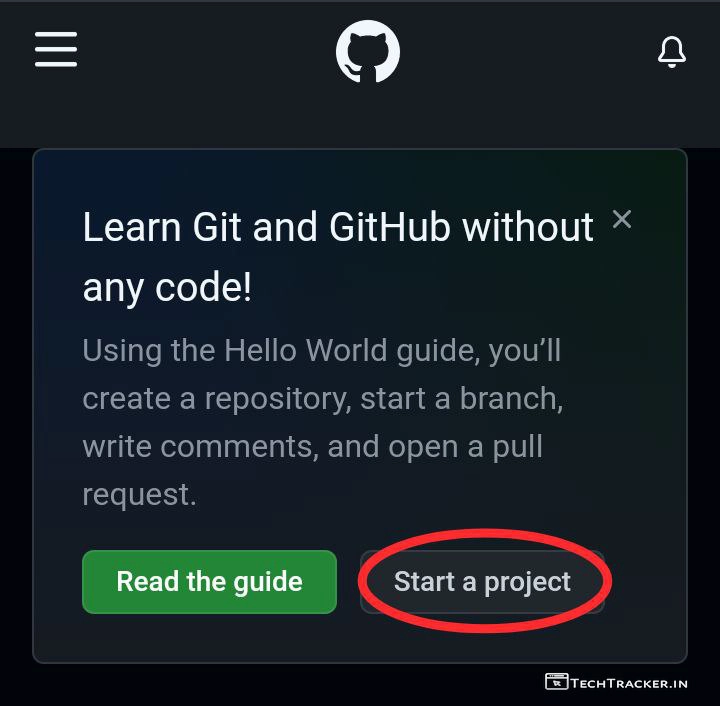 Learn Git and GitHub without
any code!
Using the Hello World guide, you’ll
create a repository, start a branch,
write comments, and open a pull
request.
Read the guide
Start a project
TECHTRACKER.IN